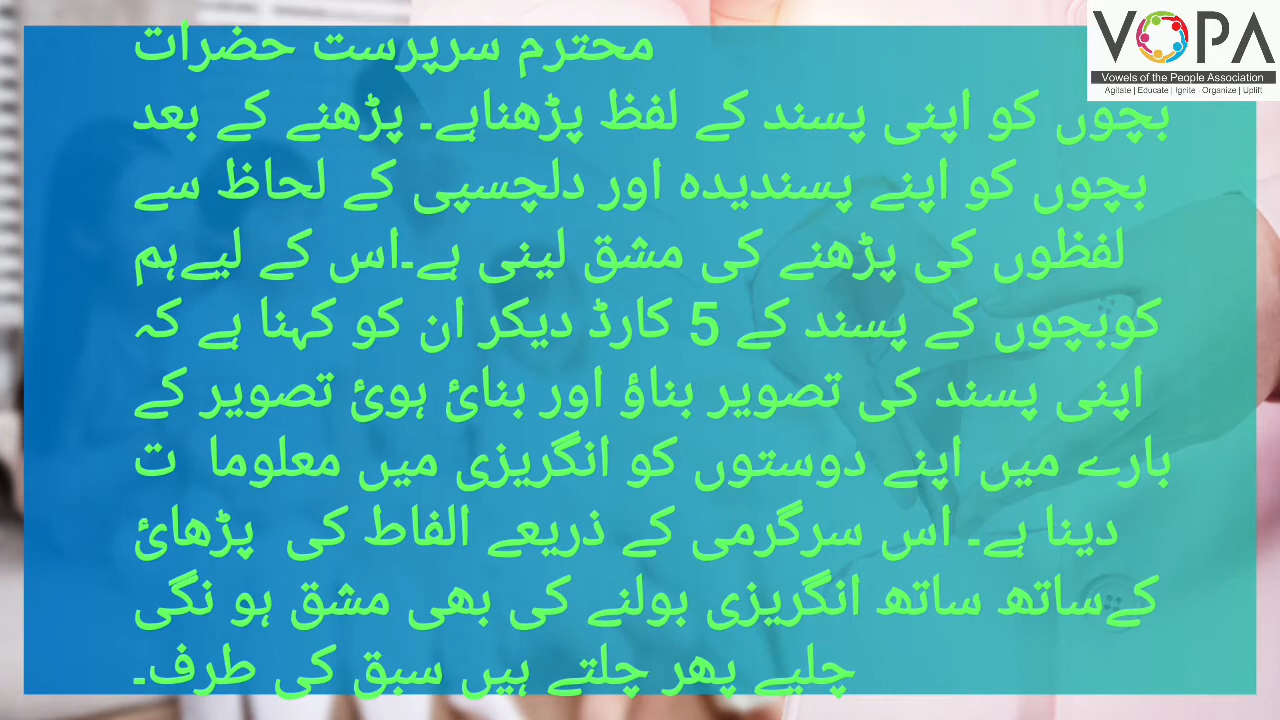 VOPA
Vowels of the People Association
Agitate | Educate | Ignite Organize | Uplift
محترم سرپرست حضرات
بچوں کو اپنی پسند کے لفظ پڑھناہے۔ پڑھنے کے بعد
بچوں کو اپنے پسندیدہ اور دلچسپی کے لحاظ سے
لفظوں کی پڑھنے کی مشق لینی ہے۔اس کے لیےہم
کوبچوں کے پسند کے 5 کارڈ دیکر ان کو کہنا ہے کہ
اپنی پسند کی تصویر بناؤ اور بنائ ہوئ تصویر کے
بارے میں اپنے دوستوں کو انگریزی میں معلوما ت
دینا ہے۔ اس سرگرمی کے ذریعے الفاط کی پڑھائ
کےساتھ ساتھ انگریزی بولنے کی بھی مشق ہو نگی
چلیے پھر چلتے ہیں سبق کی طرف۔